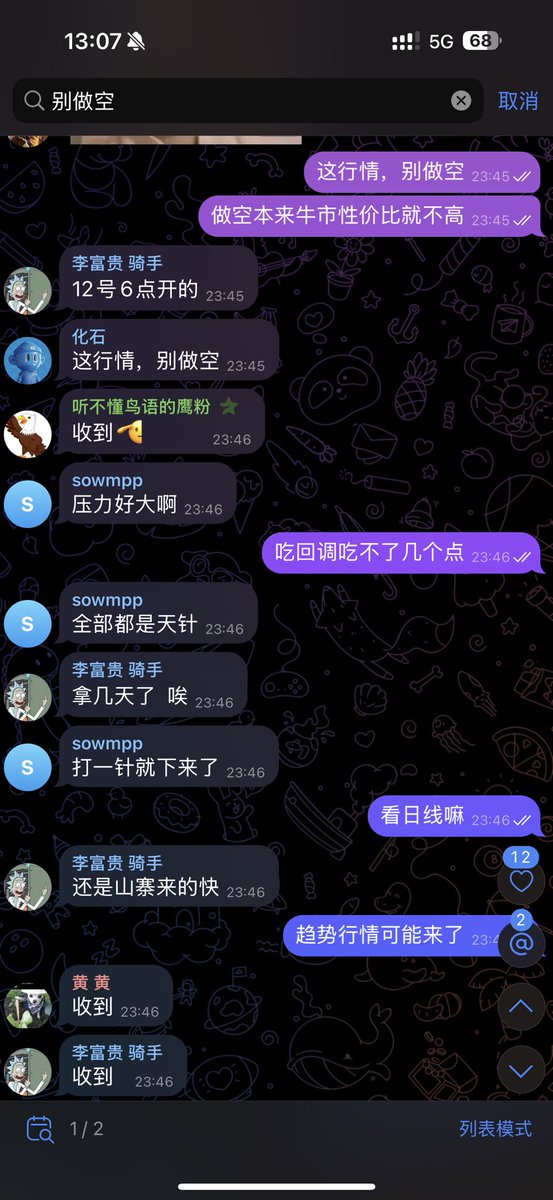 13:07
5G
68
别做空
取消
这行情，别做空 23:45
做空本来牛市性价比就不高 23:45
李富贵 骑手
12号6点开的 23:45
化石
这行情，别做空 23:45
听不懂鸟语的鹰粉
收到 23:46
S
sowmpp
压力好大啊 23:46
吃回调吃不了几个点 23:46
S
sowmpp
全部都是天针 23:46
李富贵 骑手
拿几天了 唉 23:46
S
sowmpp
打一针就下来了 23:46
看日线嘛 23:46
12
李富贵 骑手
还是山寨来的快 23:46
2
@
趋势行情可能来了 23:4
黄 黄
收到 23:46
李富贵 骑手
收到 23:46
1 / 2
列表模式